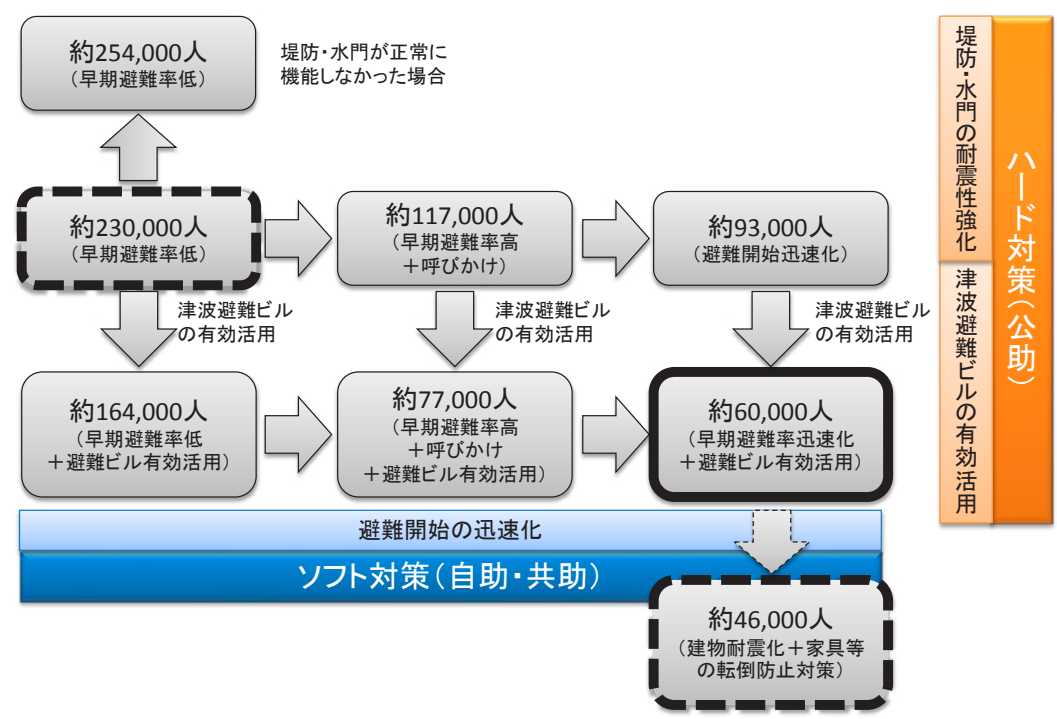 約254,000人
（早期避難率低）
堤防・水門が正常に
機能しなかった場合
約230,000人
（早期避難率低）
約117,000人
（早期避難率高
＋呼びかけ）
約93,000人
（避難開始迅速化）
津波避難ビル
の有効活用
津波避難ビル
の有効活用
津波避難ビル
の有効活用
約164,000人
（早期避難率低
＋避難ビル有効活用）
約77,000人
（早期避難率高
＋呼びかけ
＋避難ビル有効活用）
約60,000人
（早期避難率迅速化
＋避難ビル有効活用）
避難開始の迅速化
ソフト対策（自助・共助）
約46,000人
（建物耐震化＋家具等
の転倒防止対策）
堤防・水門の耐震性強化
津波避難ビルの有効活用
ハード対策（公助）